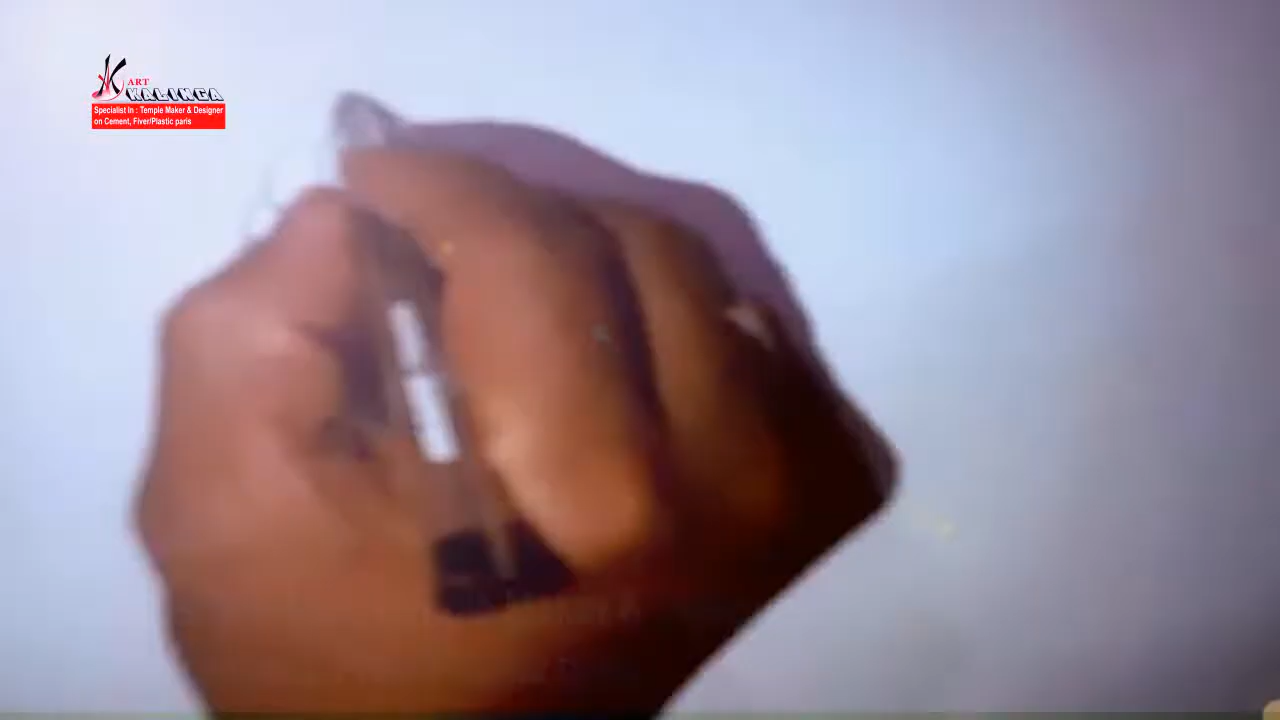 ART
KALINGA
Specialist In : Temple Maker & Designer
on Cement, Fiver/Plastic paris